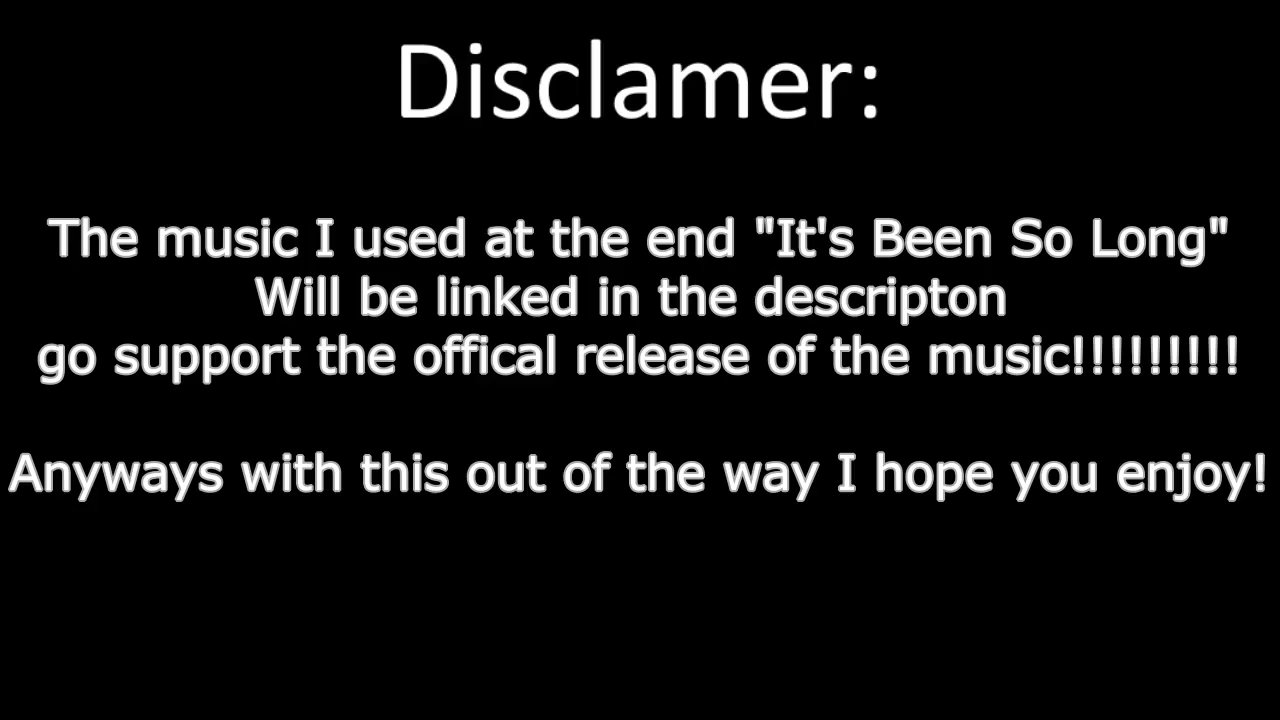 Disclamer:
The music I used at the end "It's Been So Long"
Will be linked in the descripton
go support the offical release of the music!!!!!!!!!
Anyways with this out of the way I hope you enjoy!